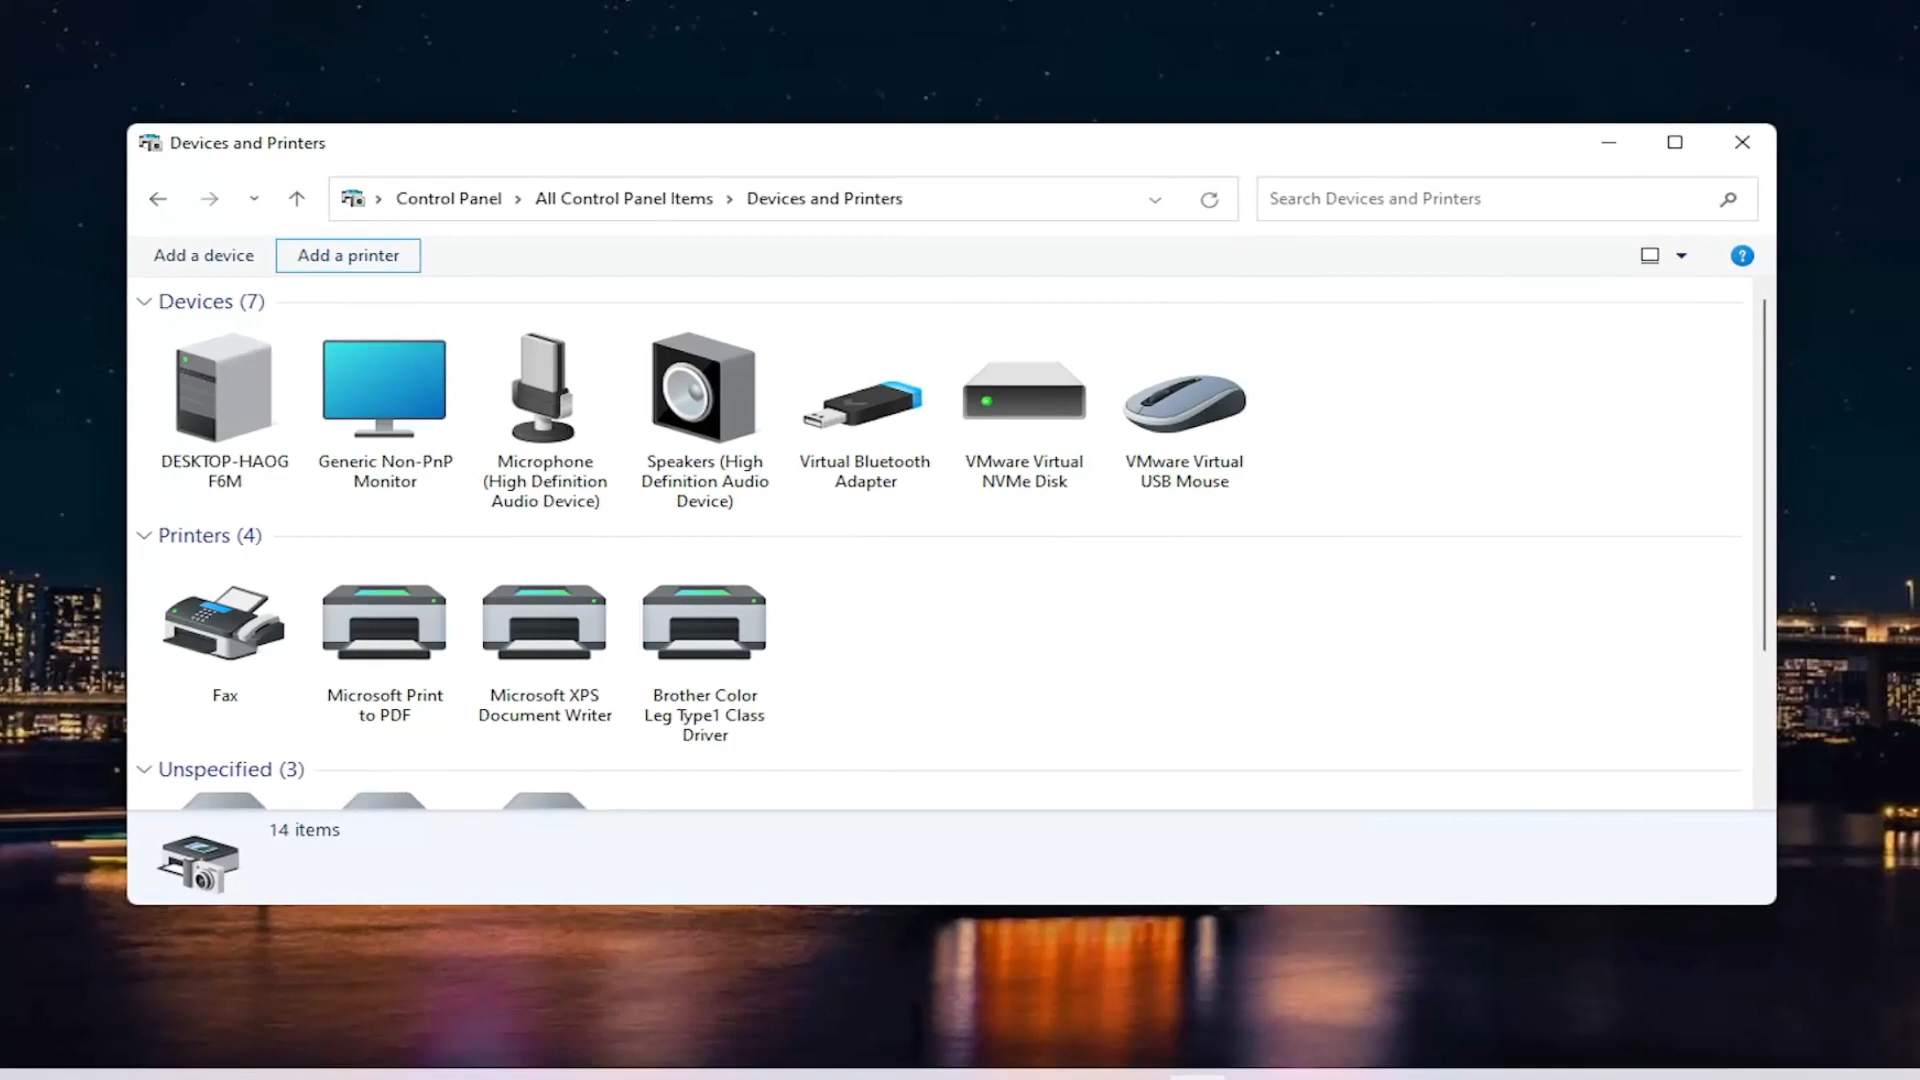 Devices and Printers
Control Panel > All Control Panel Items > Devices and Printers
Search Devices and Printers
Add a device
Add a printer
?
Devices (7)
DESKTOP-HAOG
F6M
Generic Non-PnP
Monitor
Microphone
(High Definition
Audio Device)
Speakers (High
Definition Audio
Device)
Virtual Bluetooth
Adapter
VMware Virtual
NVMe Disk
VMware Virtual
USB Mouse
Printers (4)
Fax
Microsoft Print
to PDF
Microsoft XPS
Document Writer
Brother Color
Leg Type1 Class
Driver
Unspecified (3)
14 items